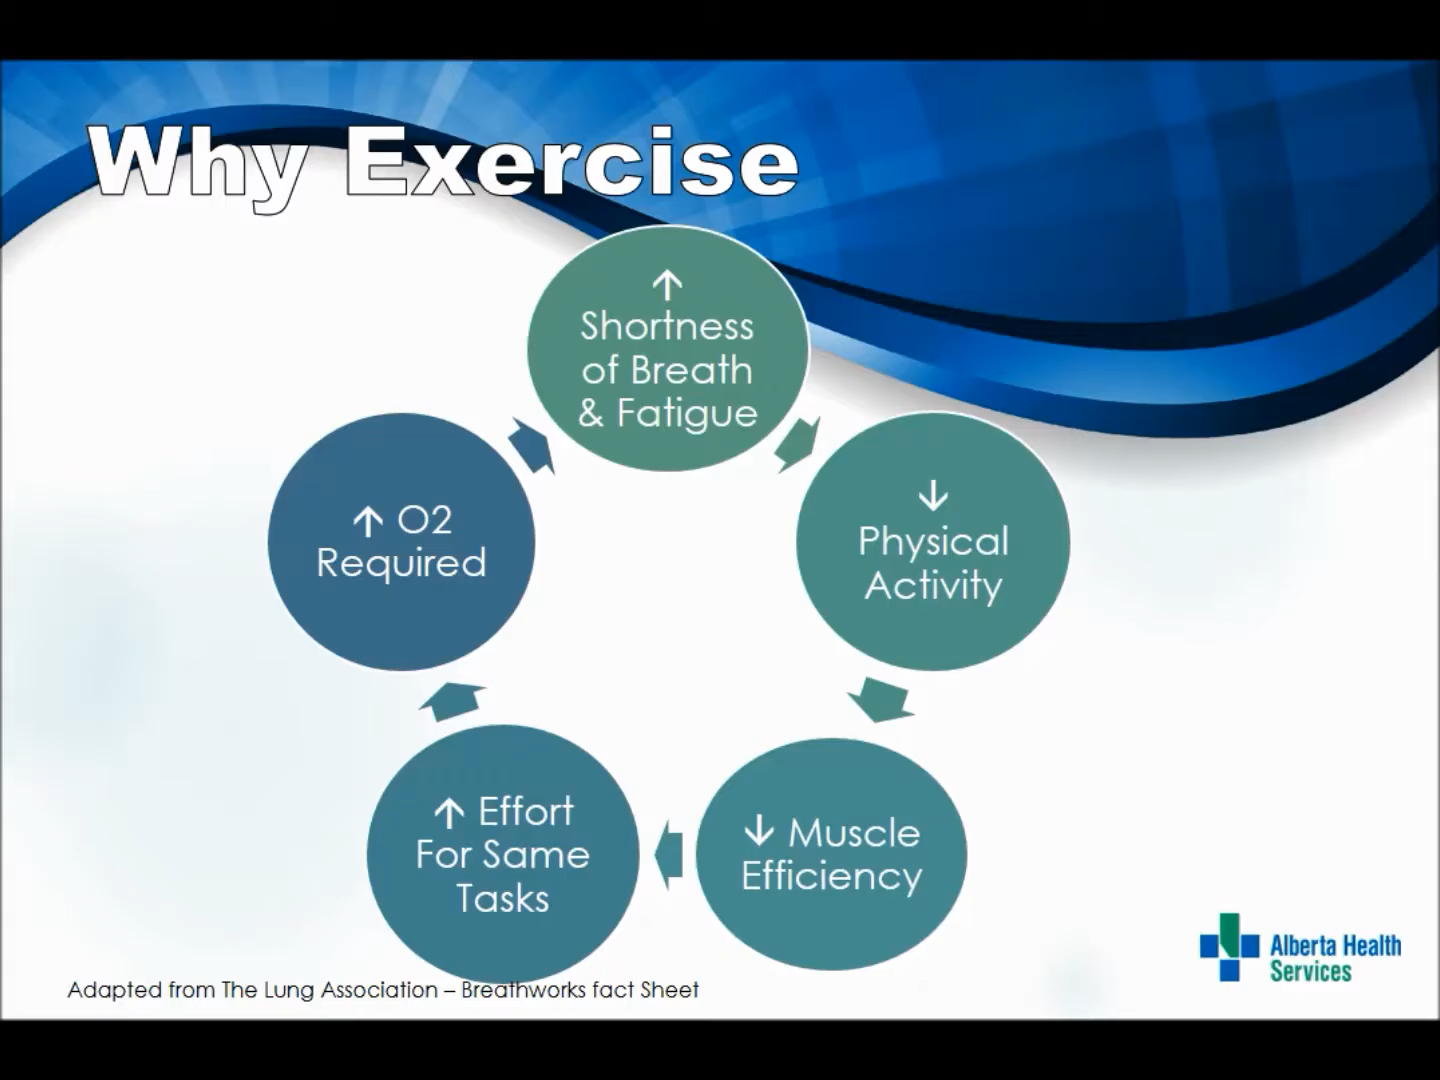 Why Exercise
↑
Shortness
of Breath
& Fatigue
↓
Physical
Activity
↓ Muscle
Efficiency
↑ Effort
For Same
Tasks
↑ O2
Required
Adapted from The Lung Association – Breathworks fact Sheet
Alberta Health
Services